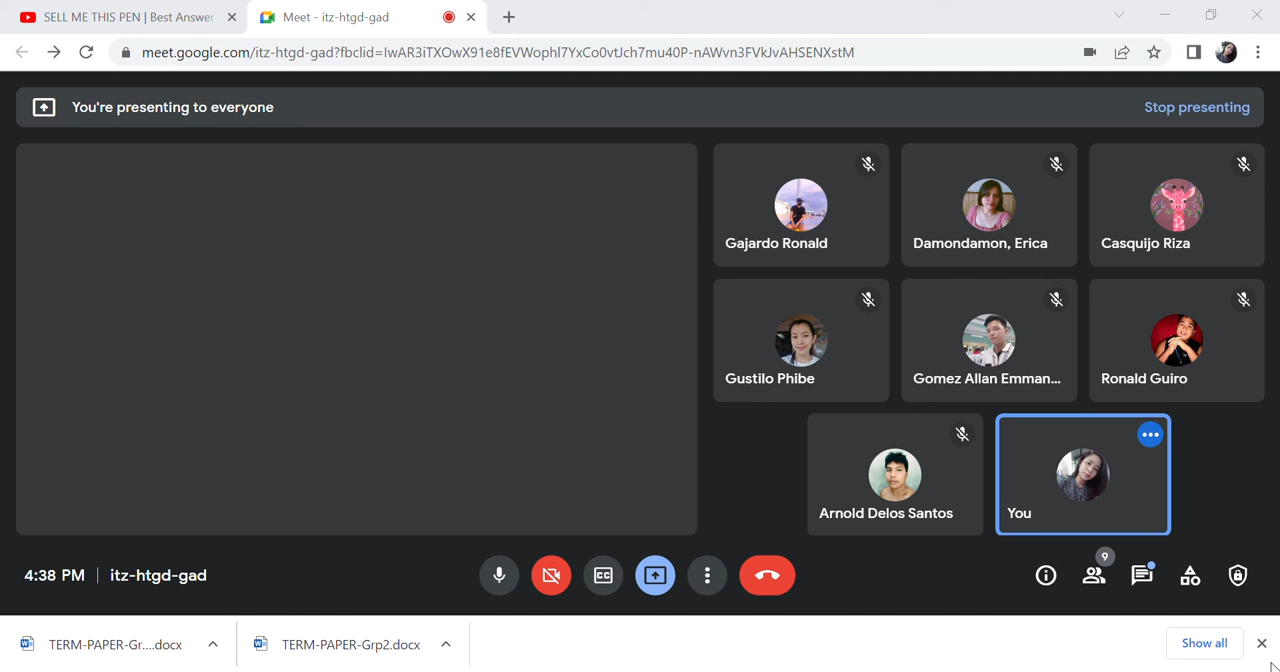 SELL ME THIS PEN | Best Answer
Meet - itz-htgd-gad
meet.google.com/itz-htgd-gad?fbclid=IwAR3iTXOwX91e8fEVWophl7YxCo0vtJch7mu40P-nAWvn3FVkJvAHSENXstM
You're presenting to everyone
Stop presenting
Gajardo Ronald
Damondamon, Erica
Casquijo Riza
Gustilo Phibe
Gomez Allan Emman...
Ronald Guiro
Arnold Delos Santos
You
4:38 PM | itz-htgd-gad
9
TERM-PAPER-Gr....docx
TERM-PAPER-Grp2.docx
Show all